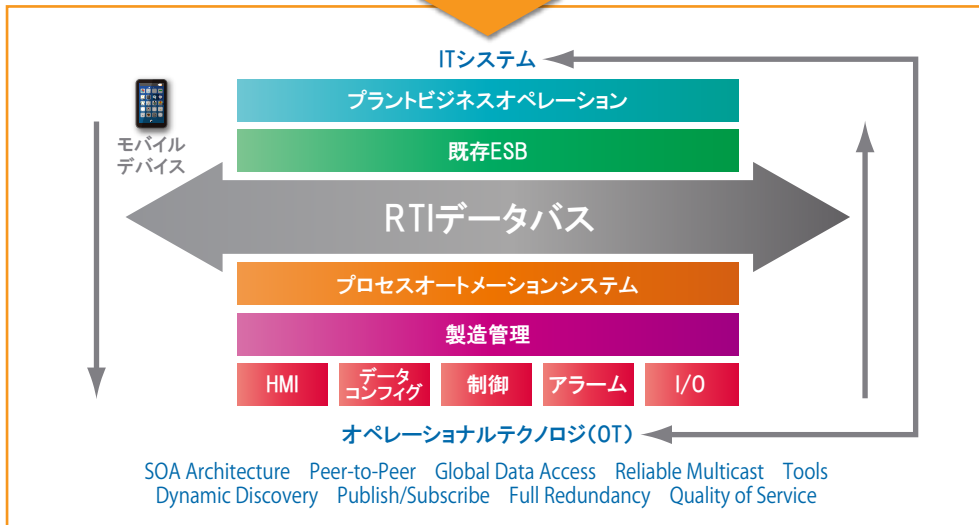 ITシステム
プラントビジネスオペレーション
モバイル
デバイス
既存ESB
RTIデータバス
プロセスオートメーションシステム
製造管理
HMI
データ
コンフィグ
制御
アラーム
I/O
オペレーショナルテクノロジ(OT)
SOA Architecture Peer-to-Peer Global Data Access Reliable Multicast Tools
Dynamic Discovery Publish/Subscribe Full Redundancy Quality of Service